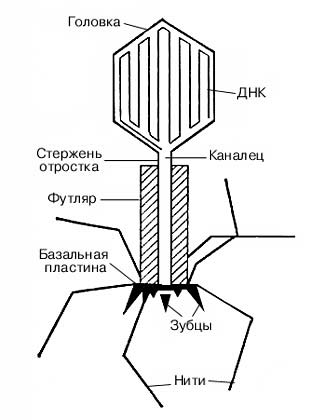 Головка
ДНК
Стержень
отростка
Каналец
Футляр
Базальная
пластина
Зубцы
Нити